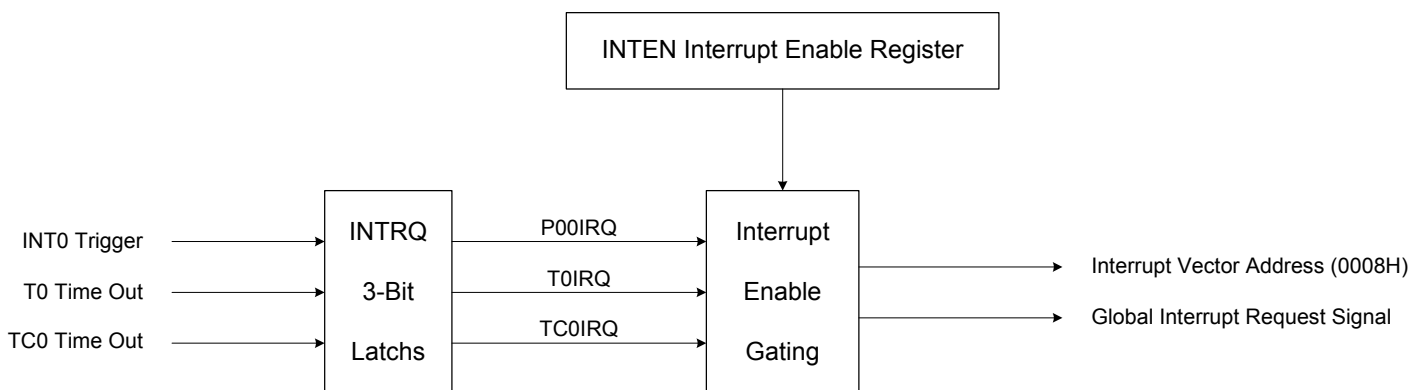 INTEN Interrupt Enable Register
INT0 Trigger
T0 Time Out
TC0 Time Out
INTRQ
3-Bit
Latchs
P00IRQ
T0IRQ
TC0IRQ
Interrupt
Enable
Gating
Interrupt Vector Address (0008H)
Global Interrupt Request Signal